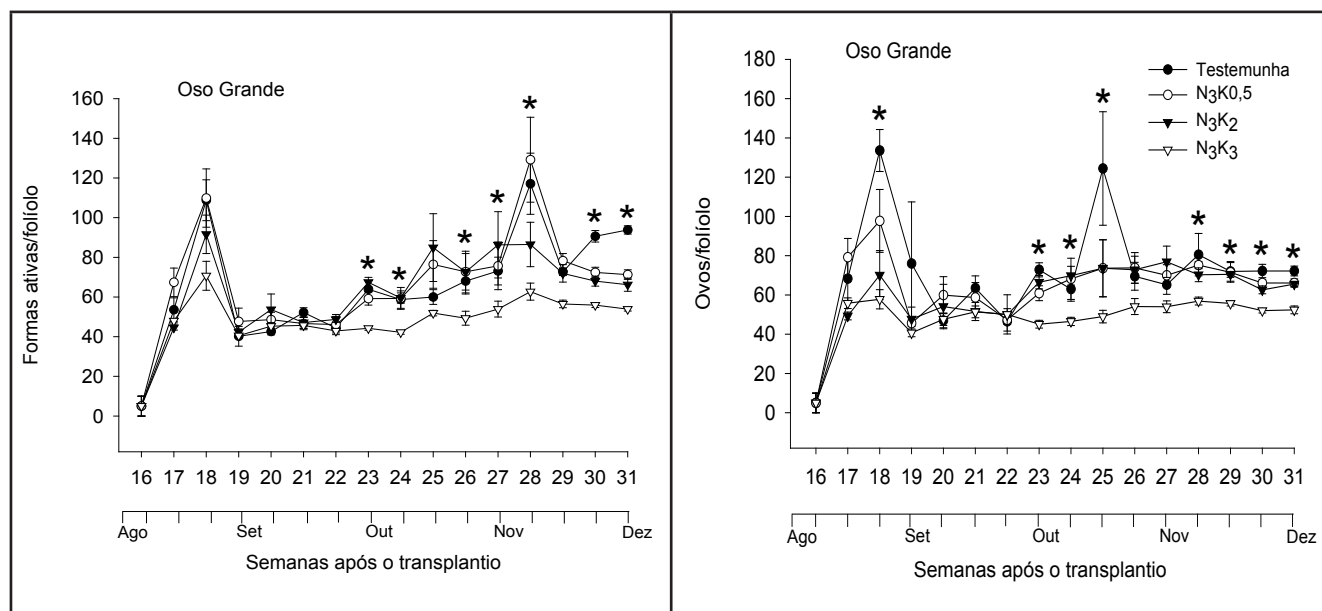 Oso Grande
Formas ativas/folíolo
160
140
120
100
80
60
40
20
0
* * * * * * *
16 17 18 19 20 21 22 23 24 25 26 27 28 29 30 31
Ago Set Out Nov Dez
Semanas após o transplantio
Oso Grande
Testemunha
N3K0,5
N3K2
N3K3
Ovos/folíolo
180
160
140
120
100
80
60
40
20
0
* * * * * * * *
16 17 18 19 20 21 22 23 24 25 26 27 28 29 30 31
Ago Set Out Nov Dez
Semanas após o transplantio